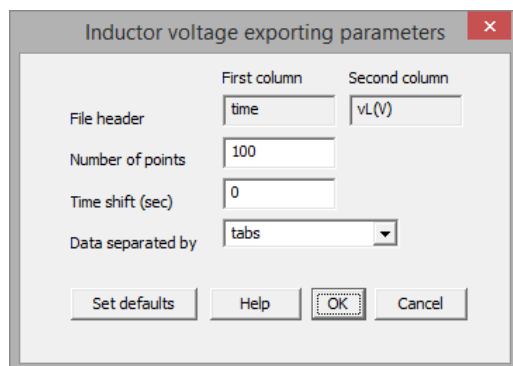 Inductor voltage exporting parameters
First column Second column
File header time vL(V)
Number of points 100
Time shift (sec) 0
Data separated by tabs
Set defaults Help OK Cancel